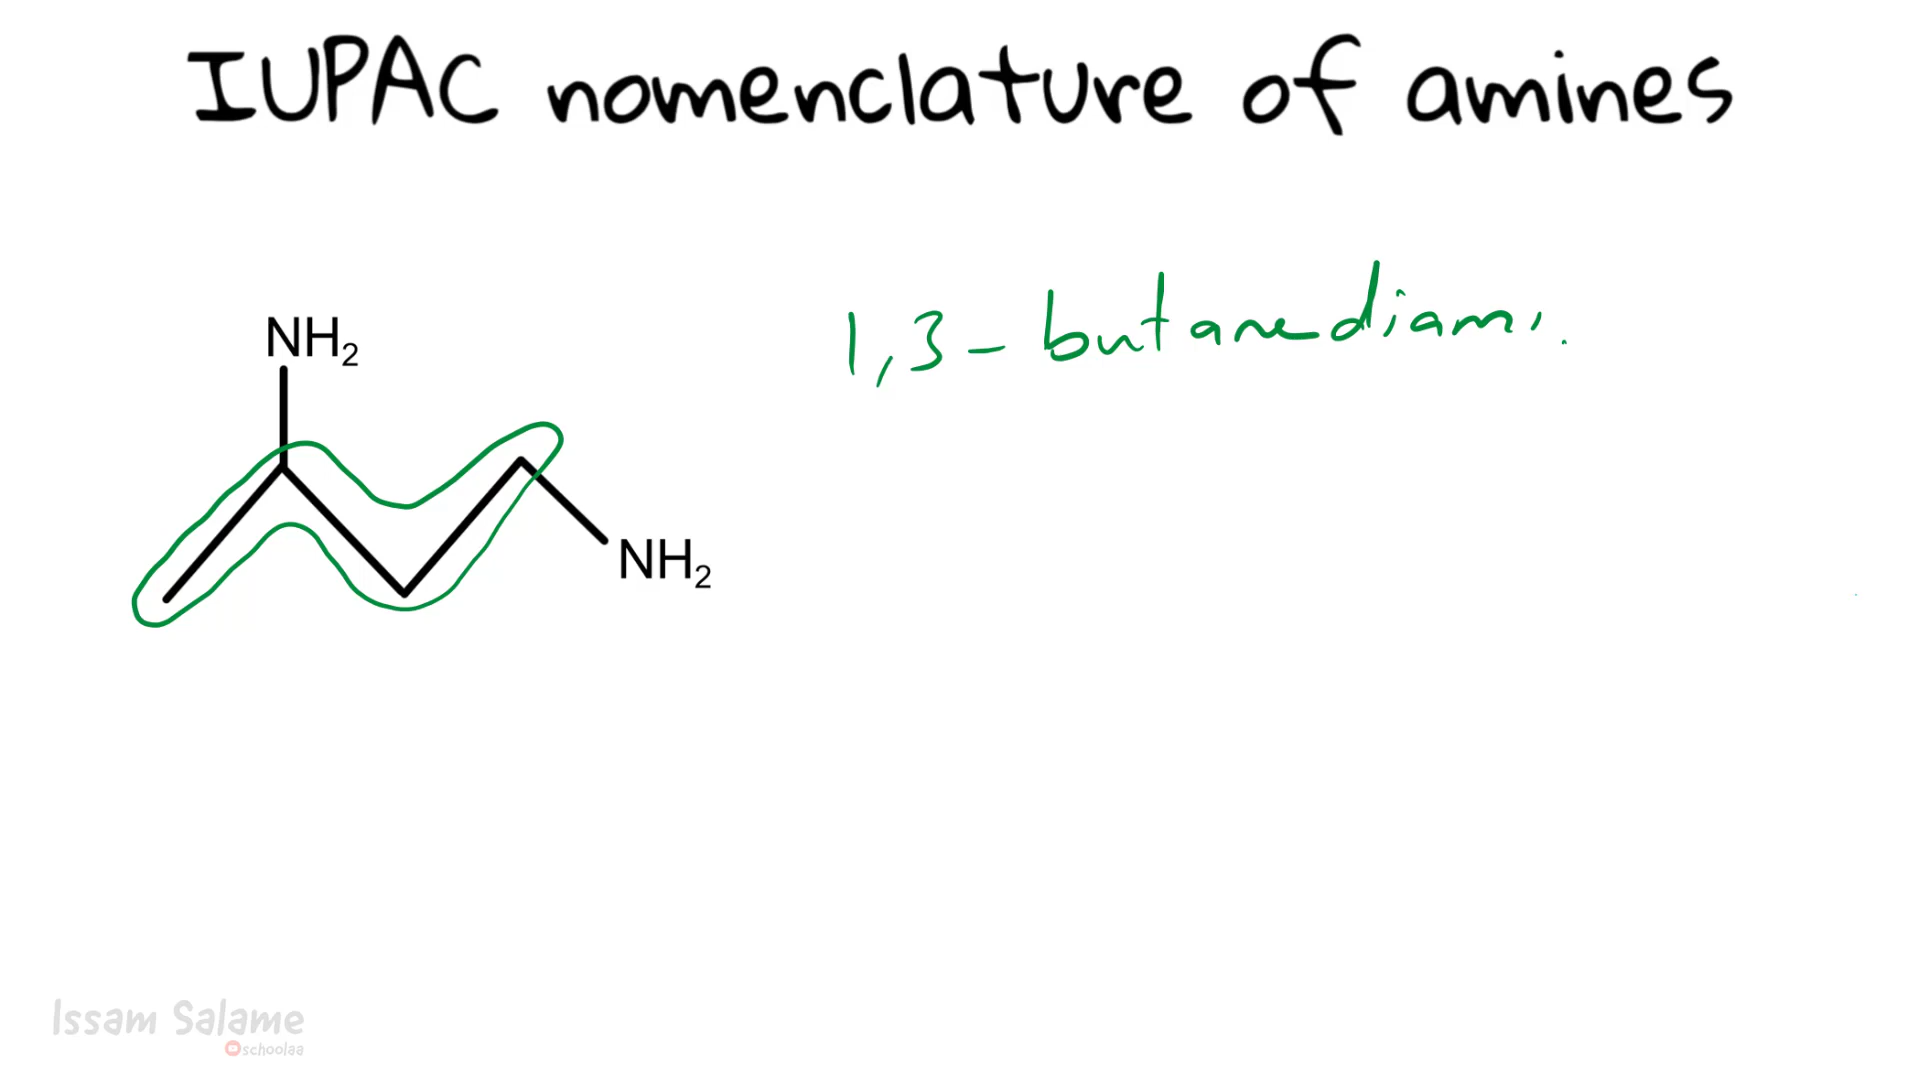 IUPAC nomenclature of amines
1,3-butanediami
NH₂
NH₂
Issam Salame
schoolaa